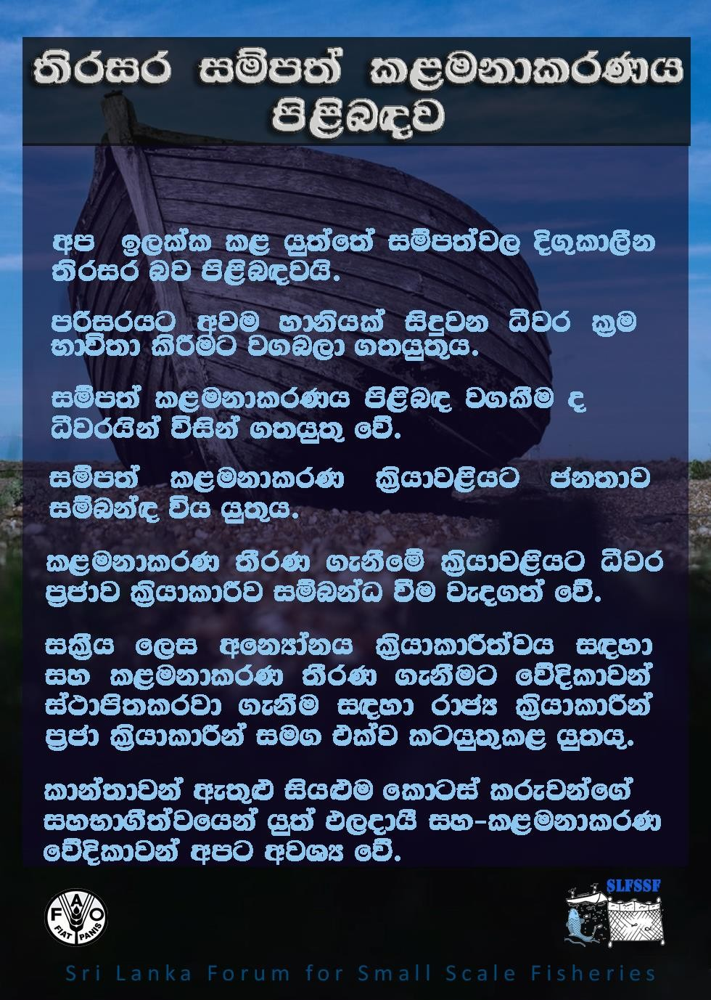 තිරසර සම්පත් කළමනාකරණය
පිළිබඳව
අප ඉලක්ක කළ යුත්තේ සම්පත්වල දිගුකාලීන
තිරසර බව පිළිබඳවයි.
පරිසරයට අවම හානියක් සිදුවන ධීවර ක්‍රම
භාවිතා කිරීමට වගබලා ගතයුතුය.
සම්පත් කළමනාකරණය පිළිබඳ වගකීම ද
ධීවරයින් විසින් ගතයුතු වේ.
සම්පත් කළමනාකරණ ක්‍රියාවළියට ජනතාව
සම්බන්ඳ විය යුතුය.
කළමනාකරණ තීරණ ගැනීමේ ක්‍රියාවළියට ධීවර
ප්‍රජාව ක්‍රියාකාරීව සම්බන්ධ වීම වැදගත් වේ.
සක්‍රීය ලෙස අන්‍යෝනය ක්‍රියාකාරීත්වය සඳහා
සහ කළමනාකරණ තීරණ ගැනීමට වේදිකාවන්
ස්ථාපිතකරවා ගැනීම සඳහා රාජ්‍ය ක්‍රියාකාරීන්
ප්‍රජා ක්‍රියාකාරීන් සමග එක්ව කටයුතුකළ යුතයු.
කාන්තාවන් ඇතුළු සියළුම කොටස් කරුවන්ගේ
සහභාගීත්වයෙන් යුත් ඵලදායී සහ-කළමනාකරණ
වේදිකාවන් අපට අවශ්‍ය වේ.
F A O
FIAT PANIS
SLFSSF
Sri Lanka Forum for Small Scale Fisheries